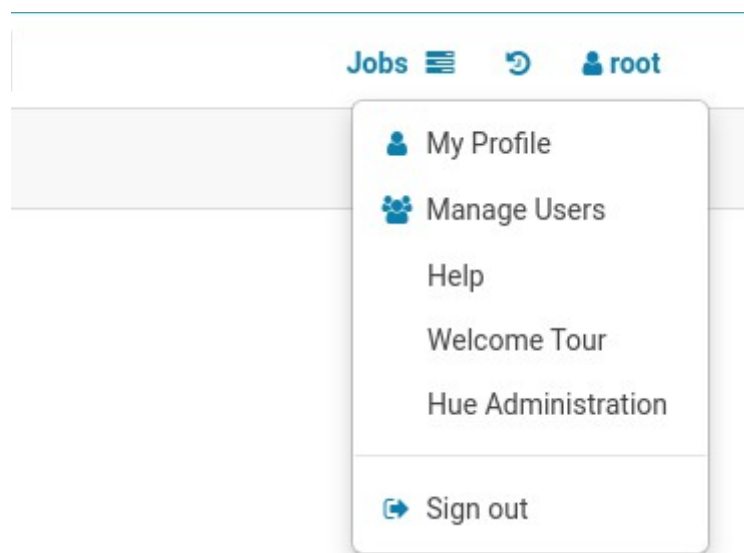 Jobs root
My Profile
Manage Users
Help
Welcome Tour
Hue Administration
Sign out